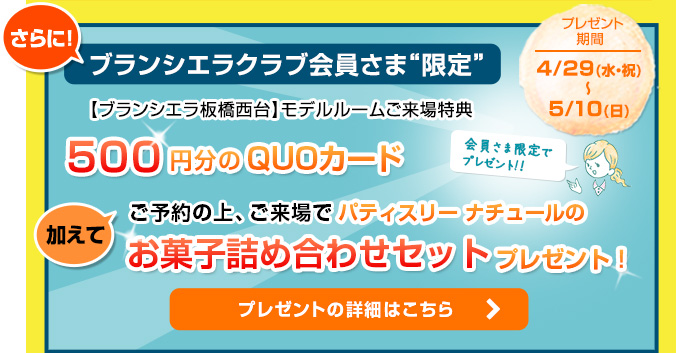 さらに!
ブランシエラクラブ会員さま“限定”
プレゼント
期間
4/29(水・祝)
～
5/10(日)
【ブランシエラ板橋西台】モデルルームご来場特典
500円分のQUOカード
会員さま限定で
プレゼント!!
加えて
ご予約の上、ご来場でパティスリー ナチュールの
お菓子詰め合わせセットプレゼント!
プレゼントの詳細はこちら